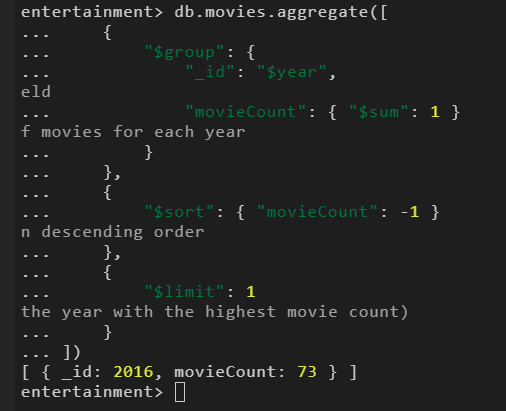 entertainment> db.movies.aggregate([
... {
... "$group": {
... "_id": "$year",
eld
... "movieCount": { "$sum": 1 }
f movies for each year
... }
... },
... {
... "$sort": { "movieCount": -1 }
n descending order
... },
... {
... "$limit": 1
the year with the highest movie count)
... }
... ])
[ { _id: 2016, movieCount: 73 } ]
entertainment>